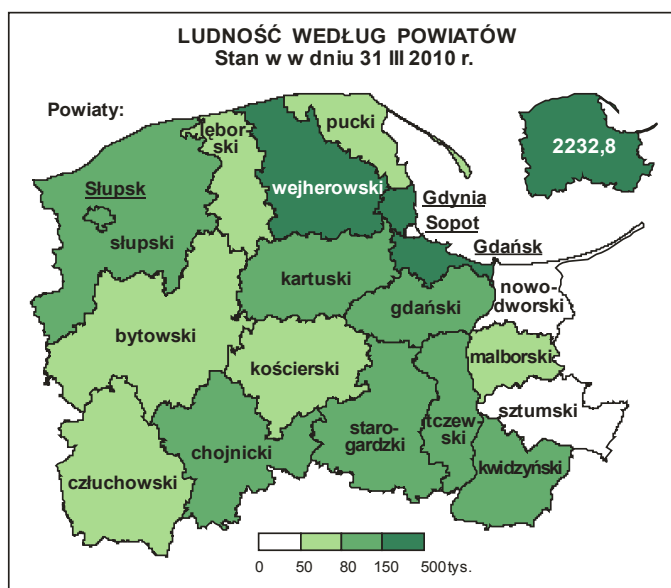 LUDNOŚĆ WEDŁUG POWIATÓW
Stan w w dniu 31 III 2010 r.
Powiaty:
lębor-
ski
pucki
2232,8
wejherowski
Słupsk
Gdynia
Sopot
Gdańsk
słupski
kartuski
gdański
nowo-
dworski
bytowski
kościerski
malborski
sztumski
staro-
gardzki
tczew-
ski
chojnicki
kwidzyński
człuchowski
0 50 80 150 500 tys.